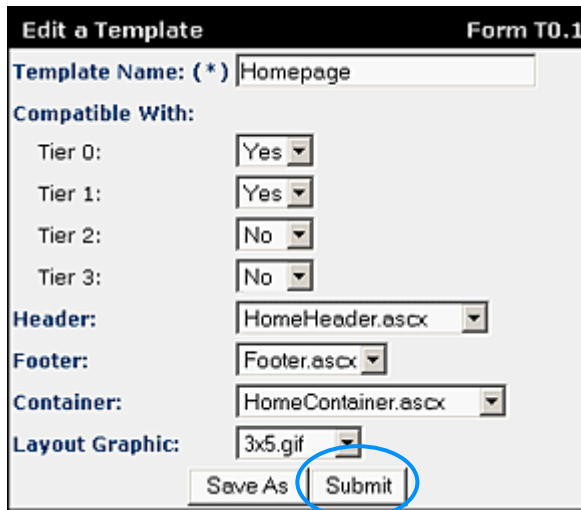 Edit a Template Form T0.1
Template Name: (*) Homepage
Compatible With:
Tier 0: Yes
Tier 1: Yes
Tier 2: No
Tier 3: No
Header: HomeHeader.ascx
Footer: Footer.ascx
Container: HomeContainer.ascx
Layout Graphic: 3x5.gif
Save As Submit